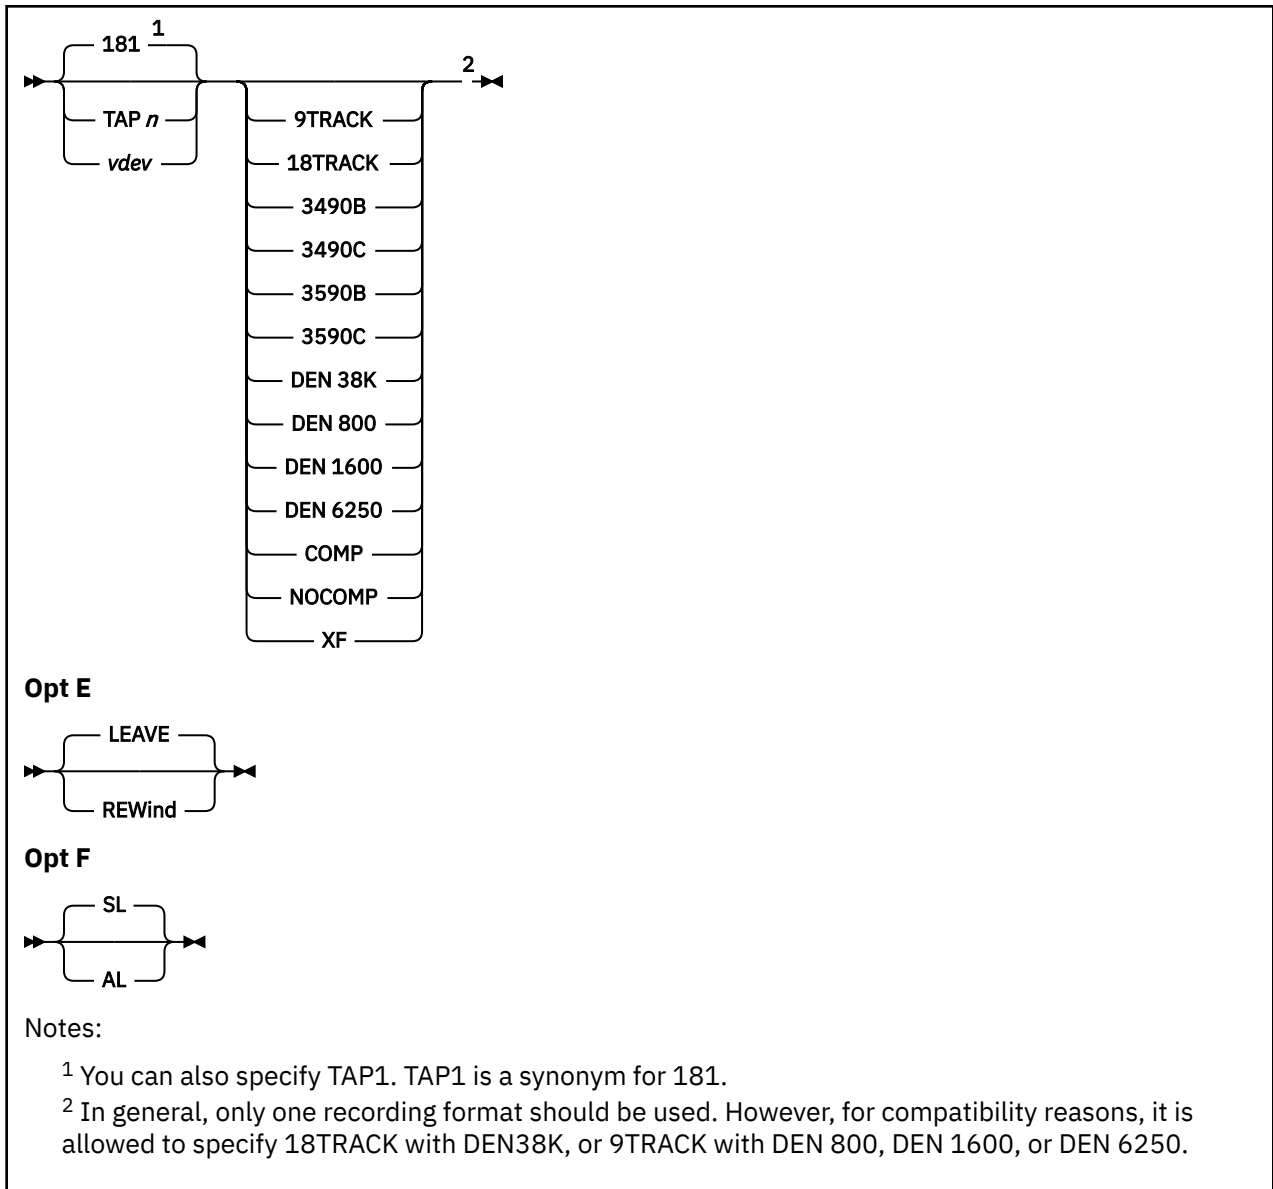 181 1
2
TAP n
vdev
9TRACK
18TRACK
3490B
3490C
3590B
3590C
DEN 38K
DEN 800
DEN 1600
DEN 6250
COMP
NOCOMP
XF
Opt E
LEAVE
REWind
Opt F
SL
AL
Notes:
1 You can also specify TAP1. TAP1 is a synonym for 181.
2 In general, only one recording format should be used. However, for compatibility reasons, it is
allowed to specify 18TRACK with DEN38K, or 9TRACK with DEN 800, DEN 1600, or DEN 6250.